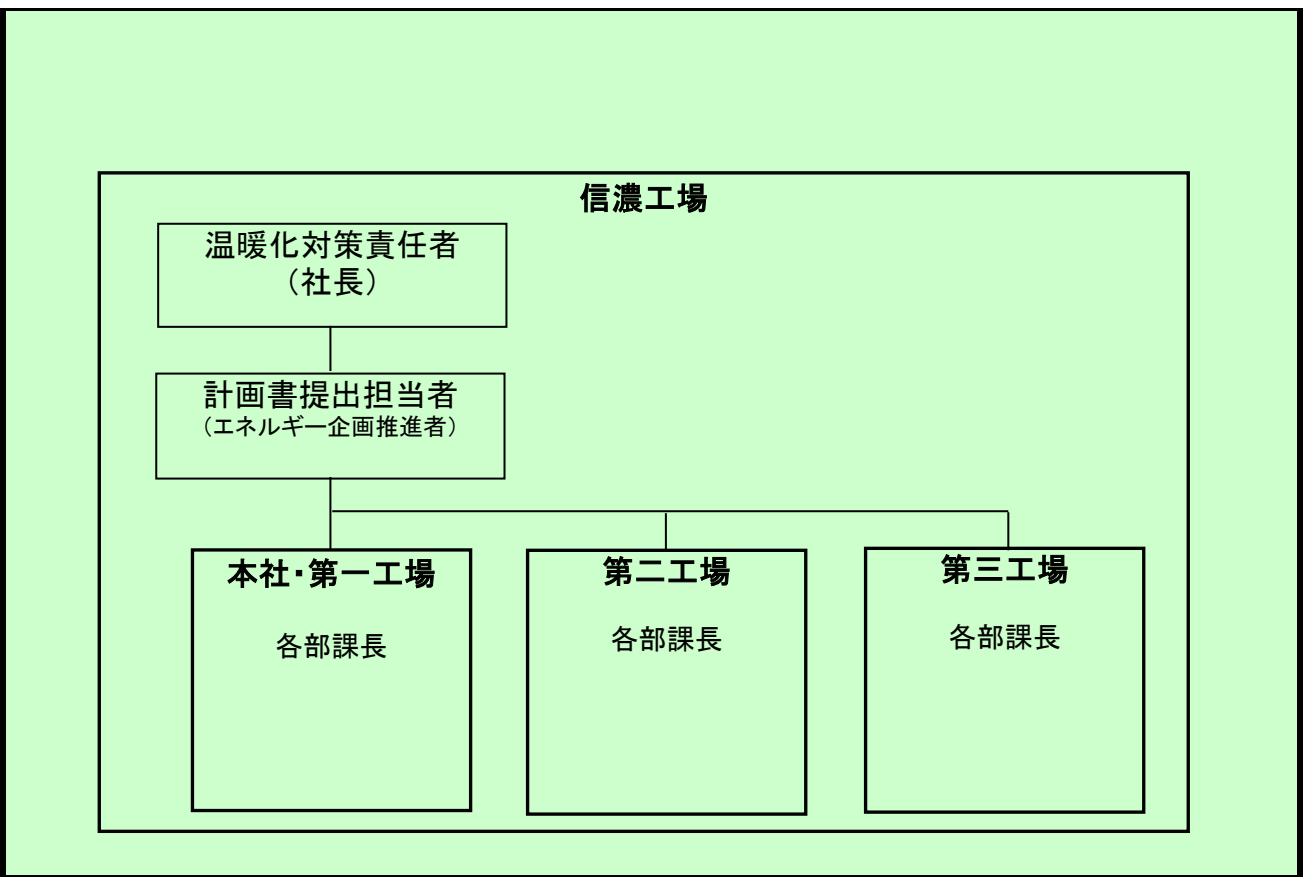 信濃工場
温暖化対策責任者
（社長）
計画書提出担当者
（エネルギー企画推進者）
本社・第一工場
各部課長
第二工場
各部課長
第三工場
各部課長